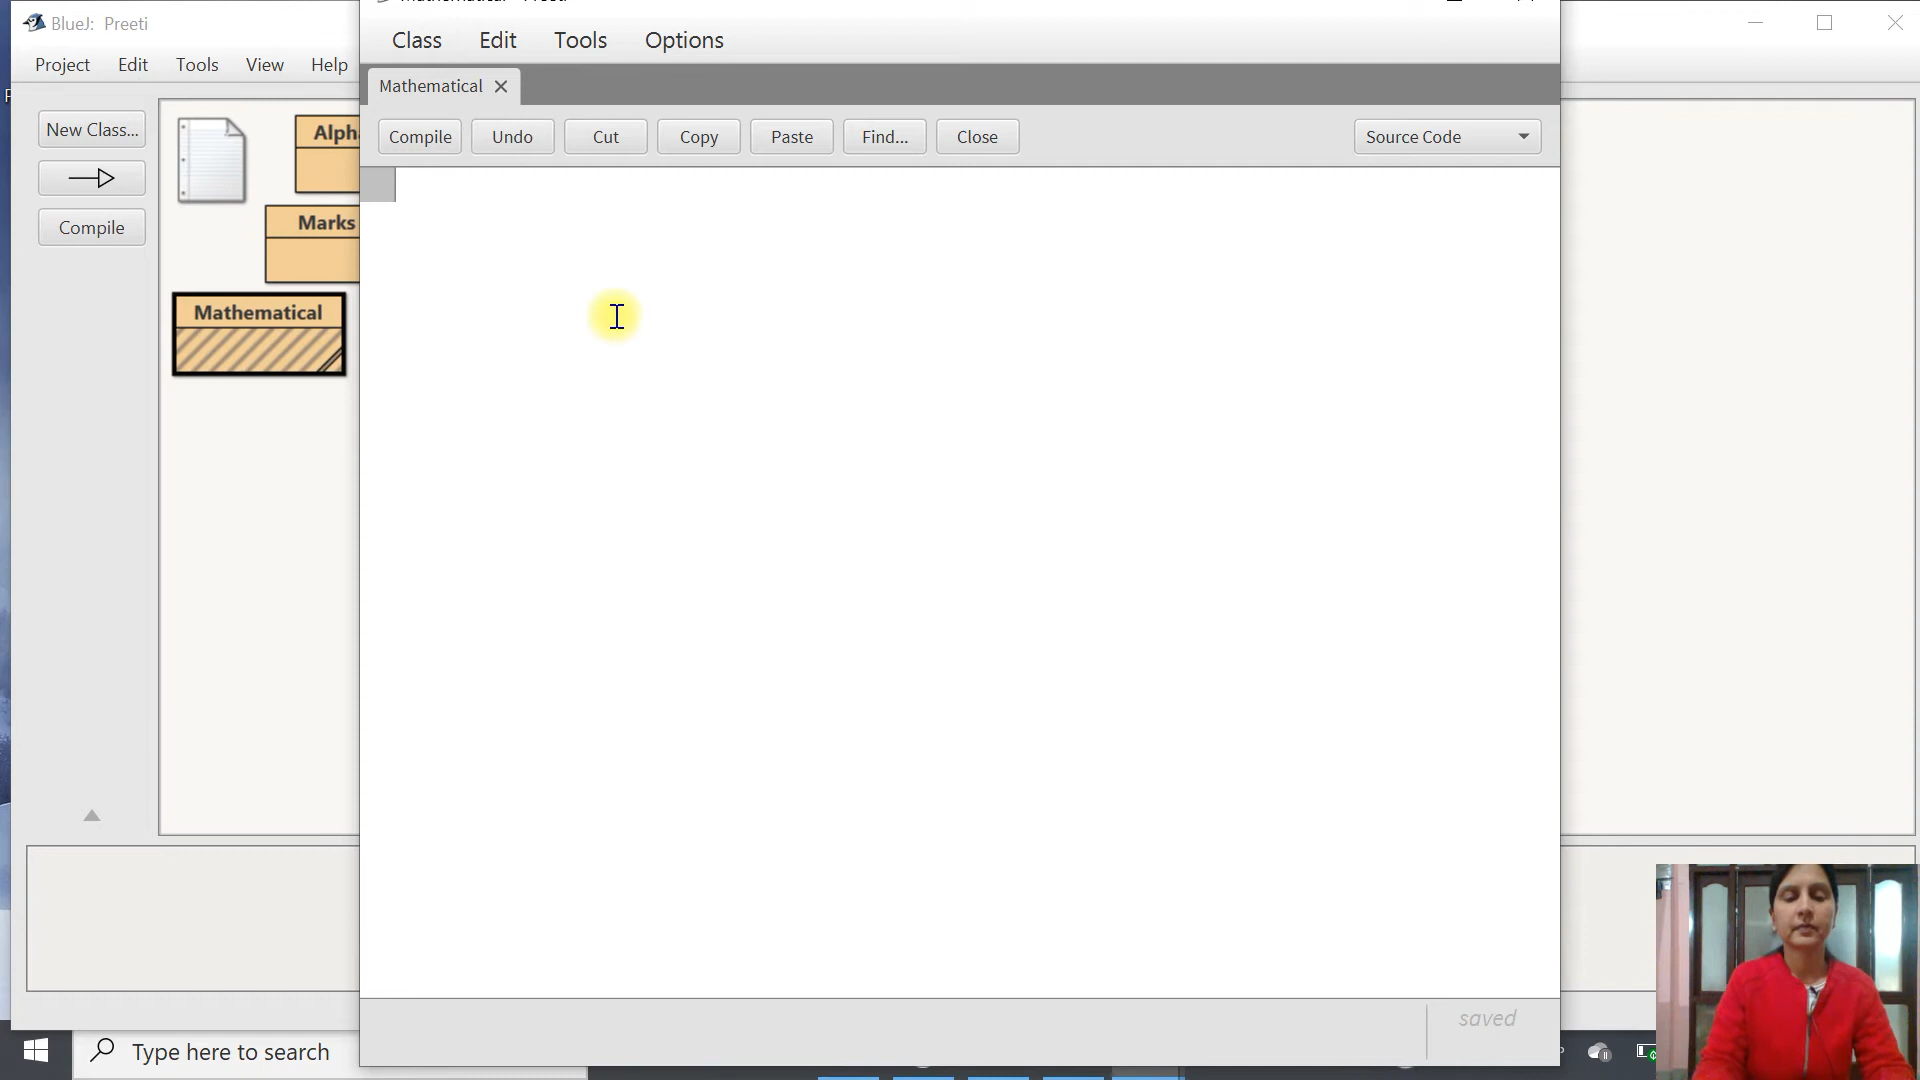 BlueJ: Preeti
Project Edit Tools View Help
New Class...
Compile
Marks
Mathematical
Class Edit Tools Options
Mathematical
Compile Undo Cut Copy Paste Find... Close Source Code
saved
Type here to search